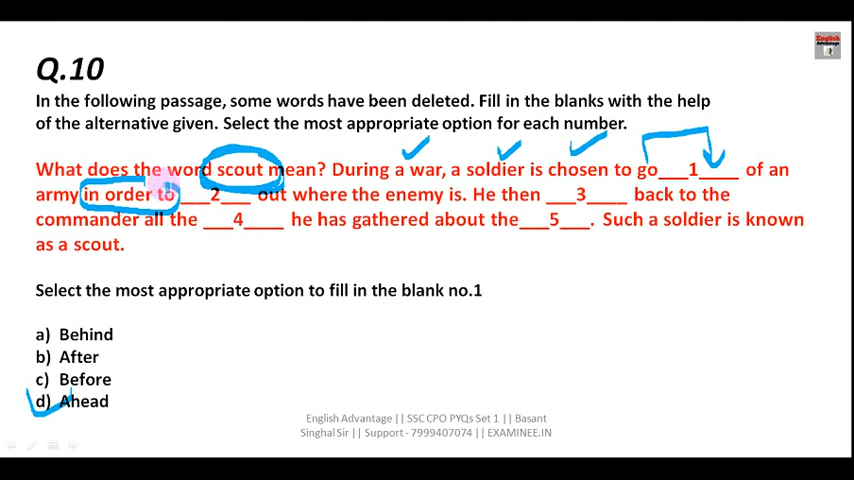 English
Advantage
Q.10
In the following passage, some words have been deleted. Fill in the blanks with the help
of the alternative given. Select the most appropriate option for each number.
What does the word scout mean? During a war, a soldier is chosen to go___1____ of an
army in order to ___2___ out where the enemy is. He then ___3____ back to the
commander all the ___4____ he has gathered about the___5___. Such a soldier is known
as a scout.
Select the most appropriate option to fill in the blank no.1
a) Behind
b) After
c) Before
d) Ahead
English Advantage || SSC CPO PYQs Set 1 || Basant
Singhal Sir || Support - 7999407074 || EXAMINEE.IN